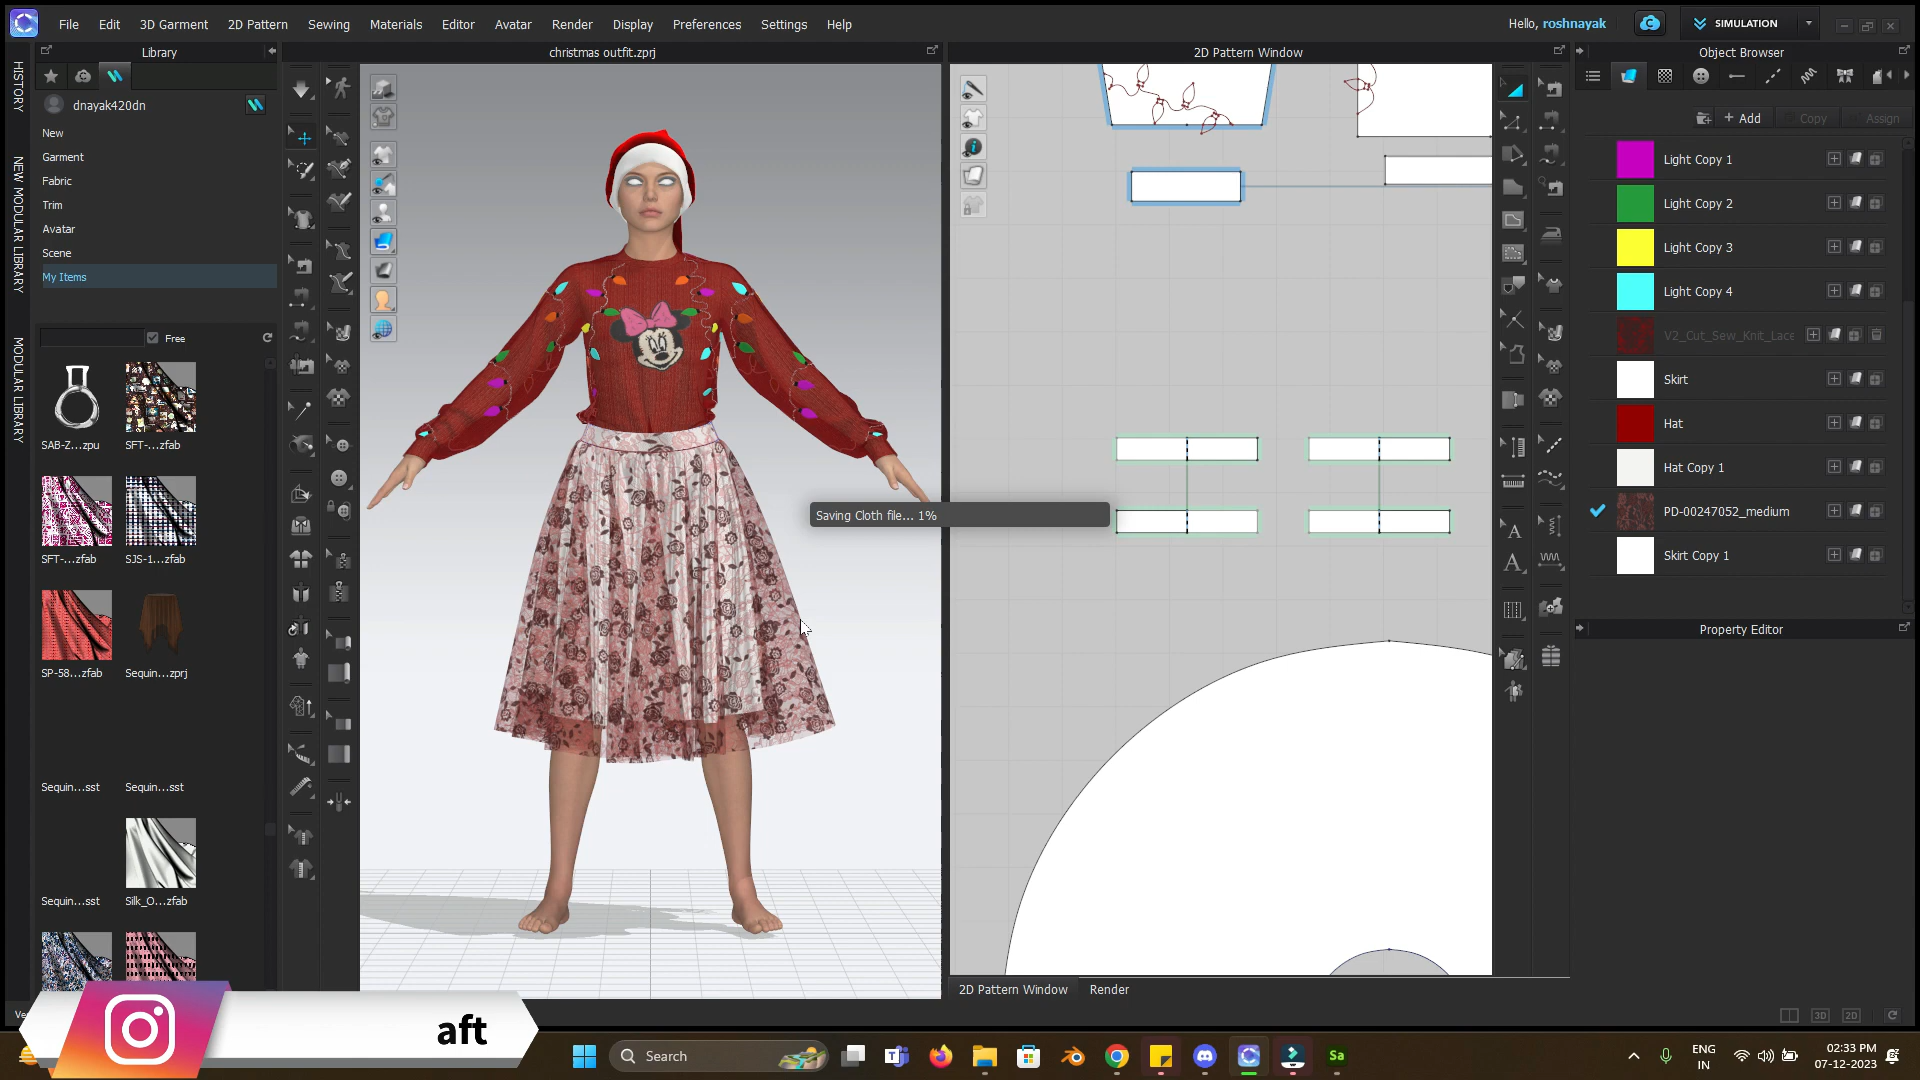 File Edit 3D Garment 2D Pattern Sewing Materials Editor Avatar Render Display Preferences Settings Help
Hello, roshnayak
SIMULATION
Library
christmas outfit.zprj
2D Pattern Window
Object Browser
HISTORY
NEW MODULAR LIBRARY
MODULAR LIBRARY
dnayak420dn
New
Garment
Fabric
Trim
Avatar
Scene
My Items
Free
SAB-Z...zpu
SFT-...zfab
SFT-...zfab
SJS-1...zfab
SP-58...zfab
Sequin...zprj
Sequin...sst
Sequin...sst
Sequin...sst
Silk_O...zfab
Saving Cloth file... 1%
+ Add
Copy
Assign
Light Copy 1
Light Copy 2
Light Copy 3
Light Copy 4
V2_Cut_Sew_Knit_Lace
Skirt
Hat
Hat Copy 1
PD-00247052_medium
Skirt Copy 1
Property Editor
2D Pattern Window
Render
3D
2D
aft
Search
Sa
ENG
IN
02:33 PM
07-12-2023